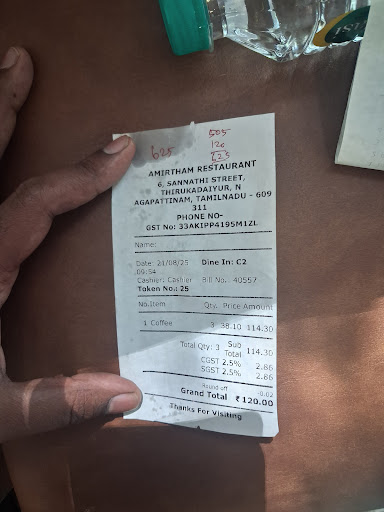 625
505
120
625
AMIRTHAM RESTAURANT
6, SANNATHI STREET,
THIRUKADAIYUR, N
AGAPATTINAM, TAMILNADU - 609
311
PHONE NO-
GST No: 33AKIPP4195M1ZL
Name:
Date: 21/08/25 Dine In: C2
09:54
Cashier: Cashier Bill No.: 40557
Token No.: 25
No.Item Qty. Price Amount
1 Coffee 3 38.10 114.30
Total Qty: 3 Sub Total 114.30
CGST 2.5% 2.86
SGST 2.5% 2.86
Round off -0.02
Grand Total ₹120.00
Thanks For Visiting